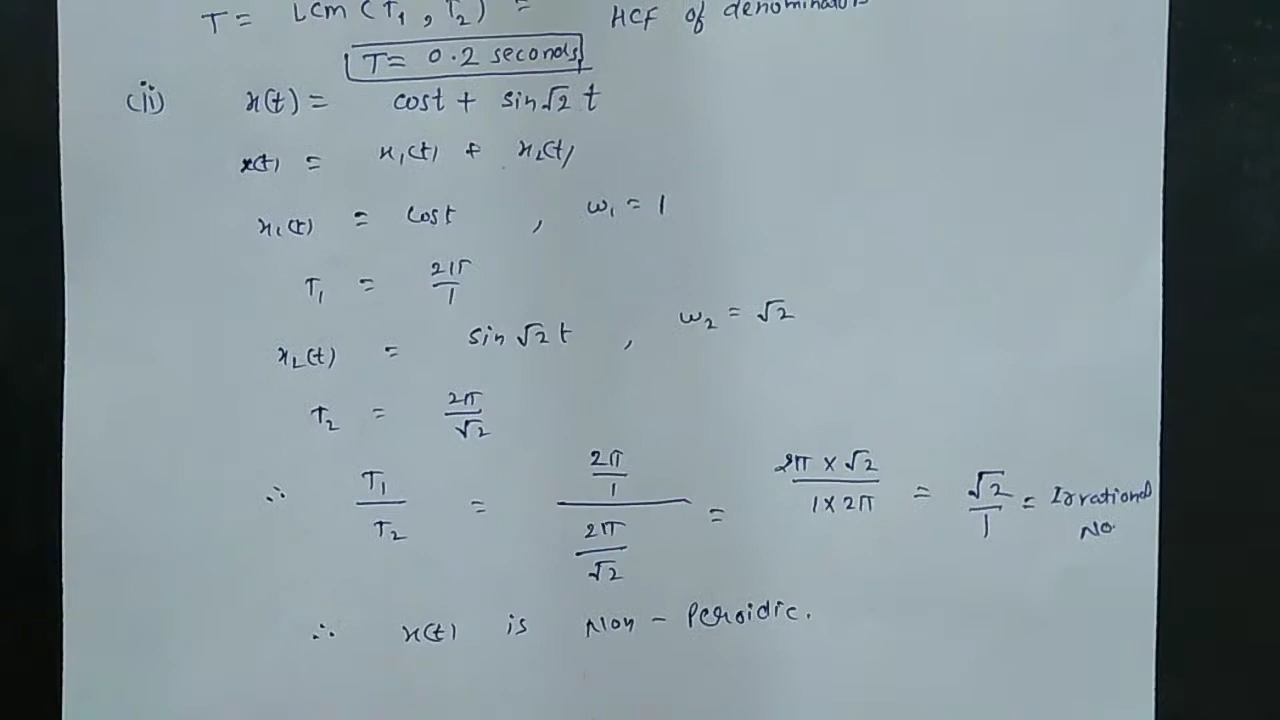 T = LCM (T₁, T₂) = HCF of denominators
T = 0.2 seconds
(ii) x(t) = cost + sin√2 t
x(t) = x₁(t) + x₂(t)
x₁(t) = cost , ω₁ = 1
T₁ = 2π/1
x₂(t) = sin √2 t , ω₂ = √2
T₂ = 2π/√2
∴ T₁/T₂ = (2π/1)/(2π/√2) = (2π × √2)/(1 × 2π) = √2/1 = Irrational No.
∴ x(t) is Non - Peroidic.